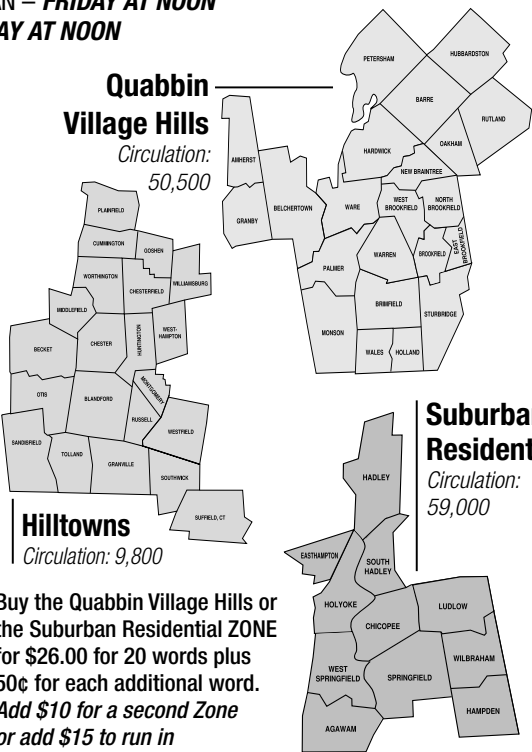 AN – FRIDAY AT NOON
AY AT NOON
Quabbin
Village Hills
Circulation:
50,500
PETERSHAM
HUBBARDSTON
BARRE
RUTLAND
OAKHAM
HARDWICK
NEW BRAINTREE
AMHERST
GRANBY
BELCHERTOWN
WARE
WEST
BROOKFIELD
NORTH
BROOKFIELD
EAST
BROOKFIELD
BROOKFIELD
PALMER
WARREN
BRIMFIELD
STURBRIDGE
MONSON
WALES
HOLLAND
PLAINFIELD
CUMMINGTON
GOSHEN
WORTHINGTON
CHESTERFIELD
WILLIAMSBURG
MIDDLEFIELD
CHESTER
HUNTINGTON
WEST-
HAMPTON
BECKET
MONTGOMERY
OTIS
BLANDFORD
RUSSELL
WESTFIELD
SANDISFIELD
TOLLAND
GRANVILLE
SOUTHWICK
SUFFIELD, CT
Hilltowns
Circulation: 9,800
Suburba
Resident
Circulation:
59,000
HADLEY
EASTHAMPTON
SOUTH
HADLEY
HOLYOKE
CHICOPEE
LUDLOW
WEST
SPRINGFIELD
SPRINGFIELD
WILBRAHAM
AGAWAM
HAMPDEN
Buy the Quabbin Village Hills or
the Suburban Residential ZONE
for $26.00 for 20 words plus
50¢ for each additional word.
Add $10 for a second Zone
or add $15 to run in